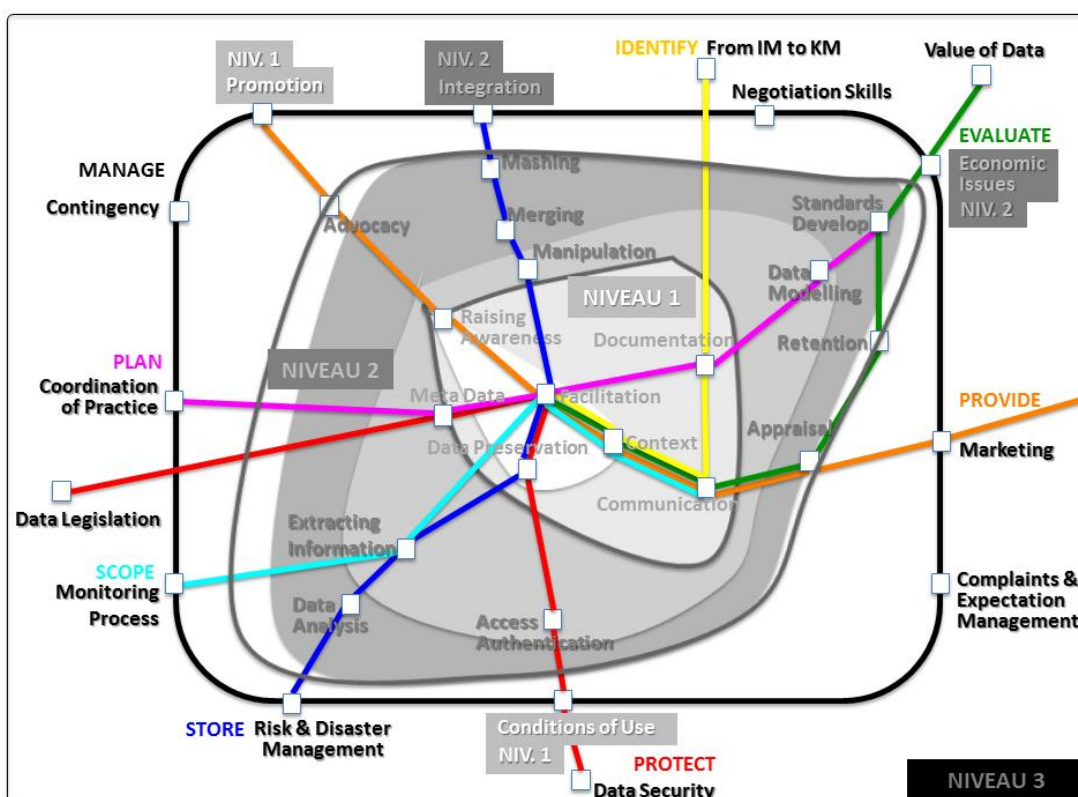 NIV. 1
Promotion
NIV. 2
Integration
IDENTIFY
From IM to KM
Value of Data
Negotiation Skills
EVALUATE
Economic
Issues
NIV. 2
MANAGE
Contingency
Mashing
Advocacy
Merging
Standards
Develop
Manipulation
Data
Modelling
NIVEAU 1
Raising
Awareness
Documentation
Retention
PLAN
Coordination
of Practice
NIVEAU 2
Meta Data
Facilitation
PROVIDE
Marketing
Data Preservation
Context
Appraisal
Communication
Data Legislation
Extracting
Information
SCOPE
Monitoring
Process
Data
Analysis
Access
Authentication
Complaints &
Expectation
Management
STORE
Risk & Disaster
Management
Conditions of Use
NIV. 1
PROTECT
Data Security
NIVEAU 3